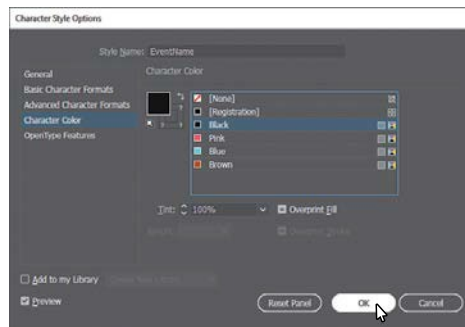 Character Style Options
Style Name: EventName
General
Basic Character Formats
Advanced Character Formats
Character Color
OpenType Features
Character Color
[None]
[Registration]
Black
Pink
Blue
Brown
Tint: 100%
Overprint Fill
Overprint Stroke
Add to my Library
Preview
Reset Panel
OK
Cancel